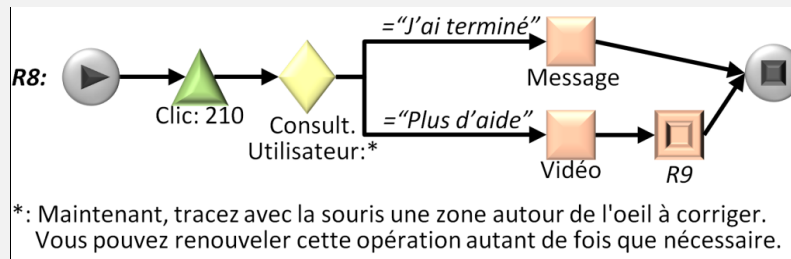 ="J'ai terminé"
R8:
Message
Clic: 210
Consult.
Utilisateur:*
="Plus d'aide"
Vidéo
R9
*: Maintenant, tracez avec la souris une zone autour de l'oeil à corriger.
Vous pouvez renouveler cette opération autant de fois que nécessaire.